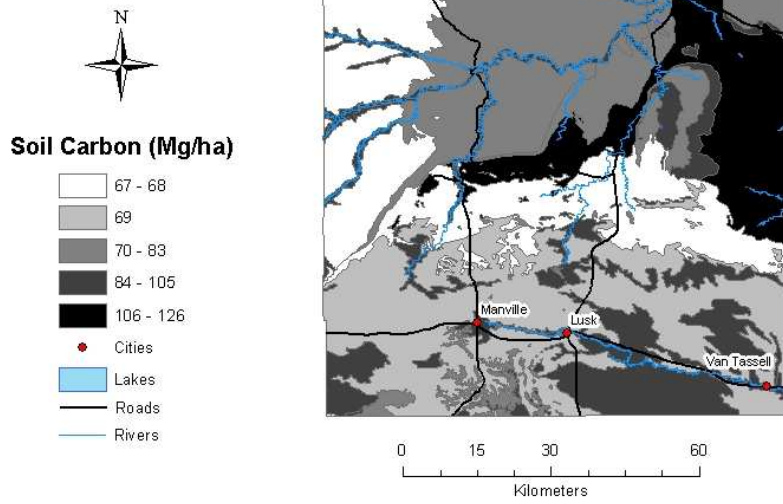 N
Soil Carbon (Mg/ha)
67 - 68
69
70 - 83
84 - 105
106 - 126
Cities
Lakes
Roads
Rivers
Manville
Lusk
Van Tassell
0 15 30 60
Kilometers